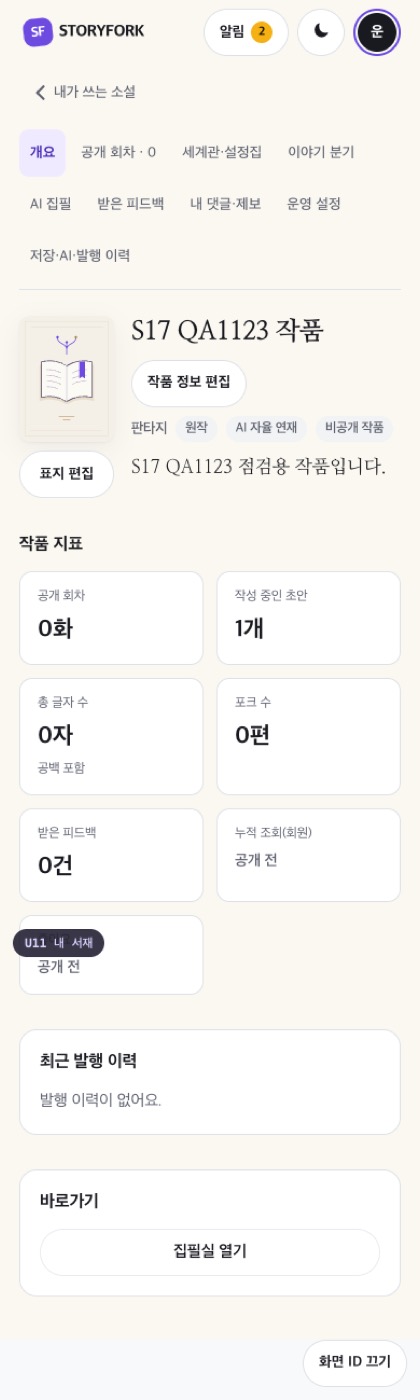 SF STORYFORK 알림 2 운
내가 쓰는 소설
개요 공개 회차 · 0 세계관·설정집 이야기 분기
AI 집필 받은 피드백 내 댓글·제보 운영 설정
저장·AI·발행 이력
S17 QA1123 작품
작품 정보 편집
판타지 원작 AI 자율 연재 비공개 작품
표지 편집
S17 QA1123 점검용 작품입니다.
작품 지표
공개 회차
0화
작성 중인 초안
1개
총 글자 수
0자
공백 포함
포크 수
0편
받은 피드백
0건
누적 조회(회원)
공개 전
U11 내 서재
공개 전
최근 발행 이력
발행 이력이 없어요.
바로가기
집필실 열기
화면 ID 끄기